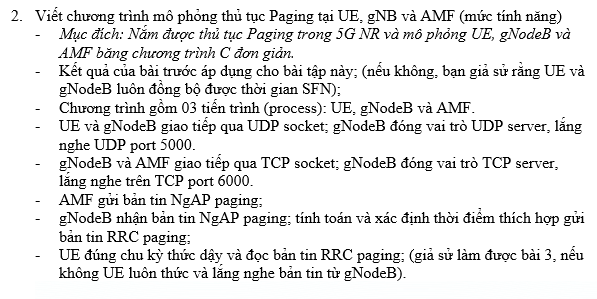 2. Viết chương trình mô phỏng thủ tục Paging tại UE, gNB và AMF (mức tính năng)
- Mục đích: Nắm được thủ tục Paging trong 5G NR và mô phỏng UE, gNodeB và
AMF băng chương trình C đơn giản.
- Kết quả của bài trước áp dụng cho bài tập này; (nếu không, bạn giả sử rằng UE và
gNodeB luôn đồng bộ được thời gian SFN);
- Chương trình gồm 03 tiến trình (process): UE, gNodeB và AMF.
- UE và gNodeB giao tiếp qua UDP socket; gNodeB đóng vai trò UDP server, lắng
nghe UDP port 5000.
- gNodeB và AMF giao tiếp qua TCP socket; gNodeB đóng vai trò TCP server,
lắng nghe trên TCP port 6000.
- AMF gửi bản tin NgAP paging;
- gNodeB nhận bản tin NgAP paging; tính toán và xác định thời điểm thích hợp gửi
bản tin RRC paging;
- UE đúng chu kỳ thức dậy và đọc bản tin RRC paging; (giả sử làm được bài 3, nếu
không UE luôn thức và lắng nghe bản tin từ gNodeB).